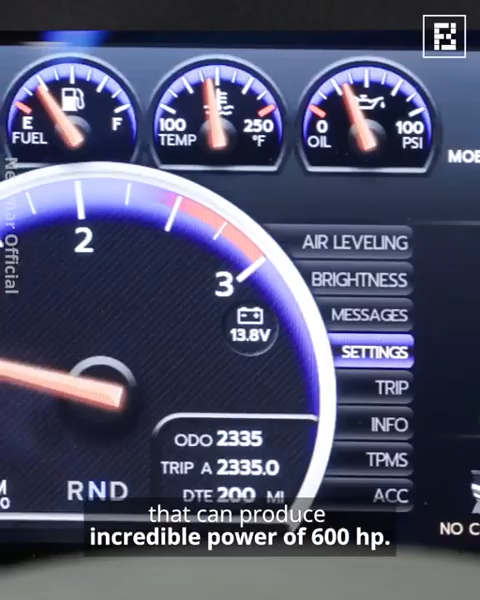 E
F
FUEL
100
250
TEMP
°F
0
100
OIL
PSI
2
3
13.8V
AIR LEVELING
BRIGHTNESS
MESSAGES
SETTINGS
TRIP
INFO
TPMS
ACC
ODO 2335
TRIP A 2335.0
DTE 200 MI
RND
NO
that can produce
incredible power of 600 hp.